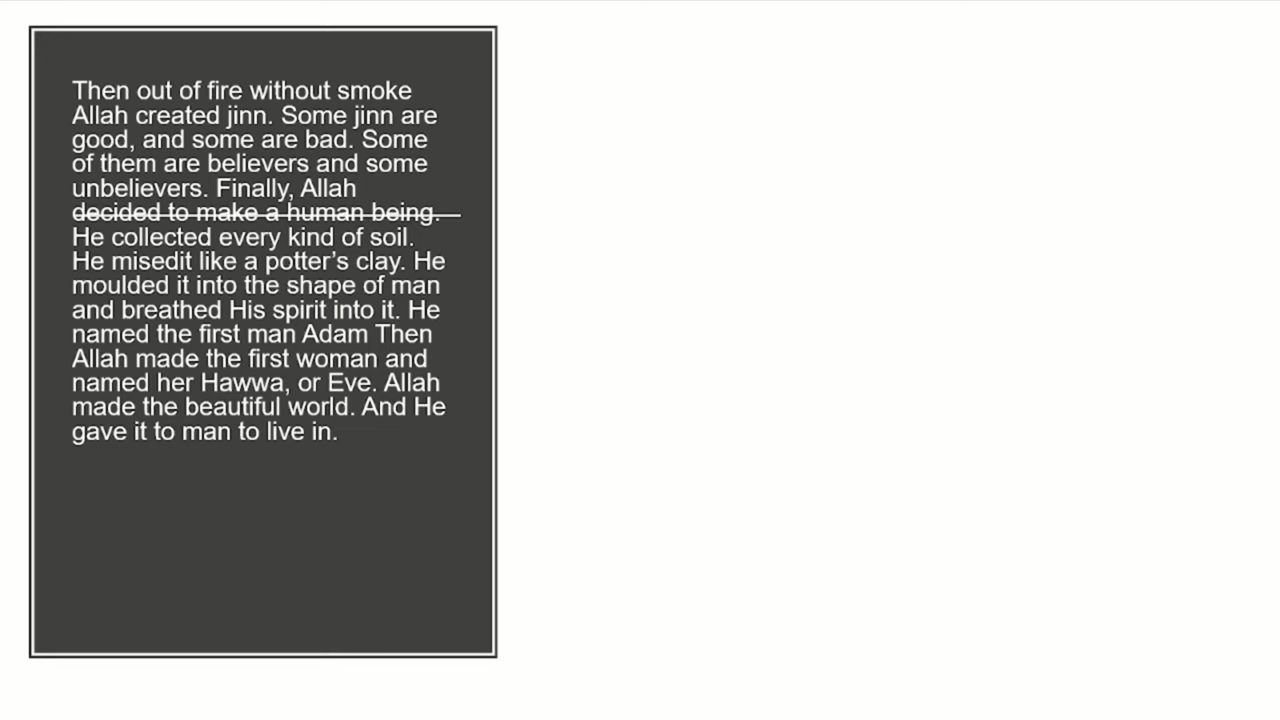 Then out of fire without smoke
Allah created jinn. Some jinn are
good, and some are bad. Some
of them are believers and some
unbelievers. Finally, Allah
decided to make a human being.
He collected every kind of soil.
He misedit like a potter's clay. He
moulded it into the shape of man
and breathed His spirit into it. He
named the first man Adam Then
Allah made the first woman and
named her Hawwa, or Eve. Allah
made the beautiful world. And He
gave it to man to live in.